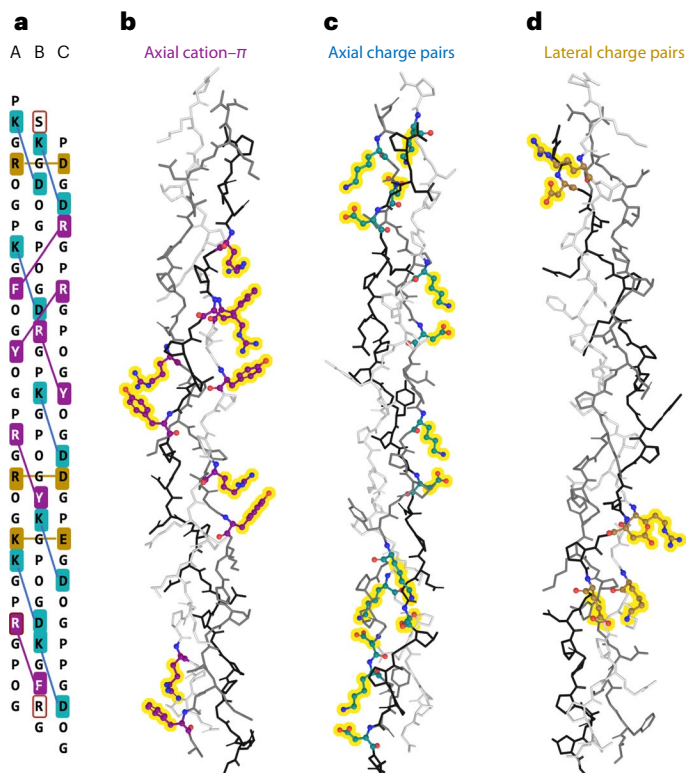 a
b
c
d
Axial cation–π
Axial charge pairs
Lateral charge pairs
A B C
P
K S
G K P
R G D
O D G
G O D
P G R
K P G
G O P
F G R
O D G
G R P
Y G O
O P G
G K Y
P G O
R P G
G O D
R G D
O Y G
G K P
K G E
K P G
G O D
P G O
R D G
G K P
P G P
O F G
G R D
G O
G